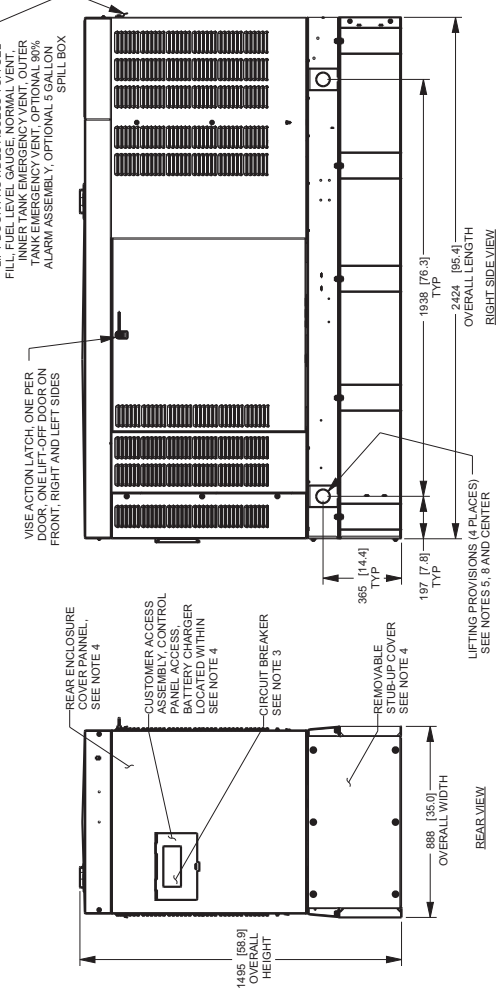 FILL, FUEL LEVEL GAUGE, NORMAL VENT,
INNER TANK EMERGENCY VENT, OUTER
TANK EMERGENCY VENT, OPTIONAL 90%
ALARM ASSEMBLY, OPTIONAL 5 GALLON
SPILL BOX
VISE ACTION LATCH, ONE PER
DOOR, ONE LIFT-OFF DOOR ON
FRONT, RIGHT AND LEFT SIDES
365 [14.4]
TYP
197 [7.8]
TYP
1938 [76.3]
TYP
2424 [95.4]
OVERALL LENGTH
RIGHT SIDE VIEW
LIFTING PROVISIONS (4 PLACES)
SEE NOTES 5, 8 AND CENTER
REAR ENCLOSURE
COVER PANNEL,
SEE NOTE 4
CUSTOMER ACCESS
ASSEMBLY, CONTROL
PANEL ACCESS,
BATTERY CHARGER
LOCATED WITHIN
SEE NOTE 4
CIRCUIT BREAKER
SEE NOTE 3
REMOVABLE
STUB-UP COVER
SEE NOTE 4
1495 [58.9]
OVERALL
HEIGHT
888 [35.0]
OVERALL WIDTH
REAR VIEW